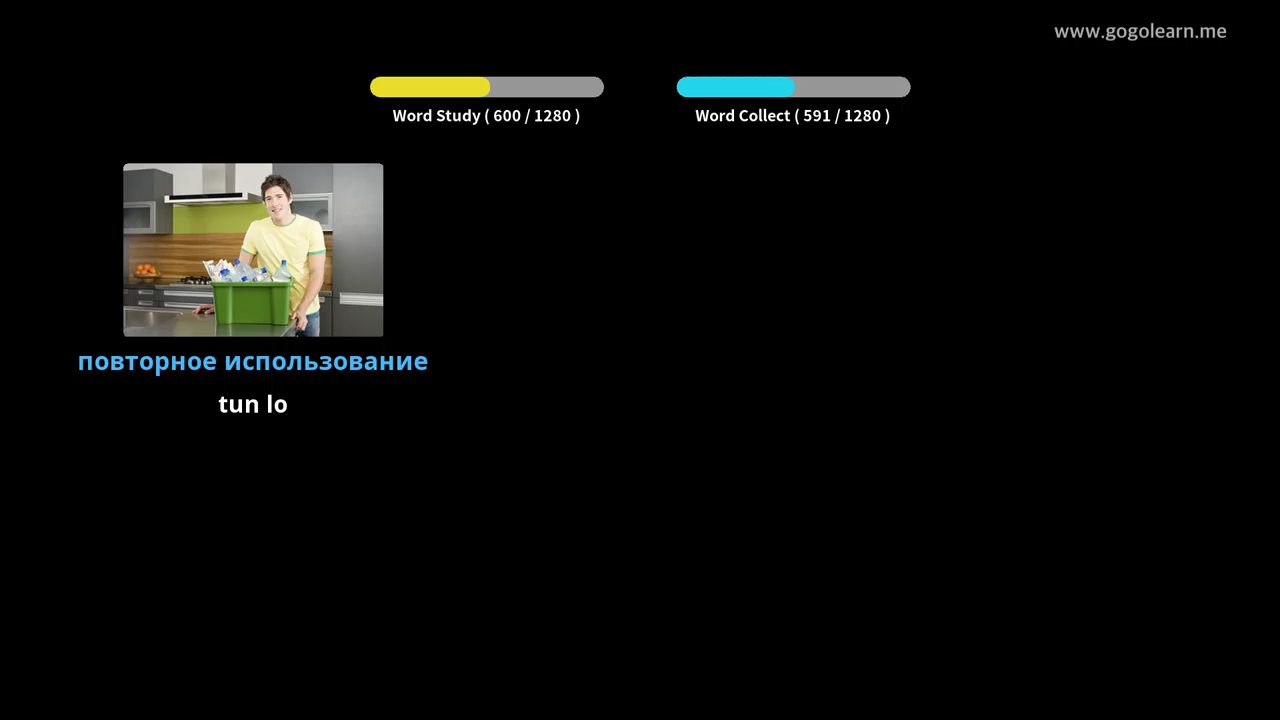 www.gogolearn.me
Word Study ( 600 / 1280 )
Word Collect ( 591 / 1280 )
повторное использование
tun lo